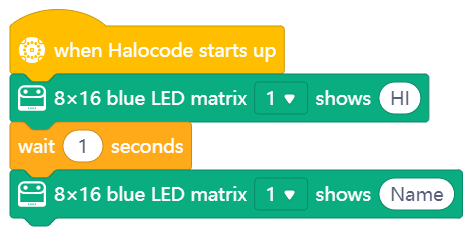 when Halocode starts up
8×16 blue LED matrix 1 ▼ shows HI
wait 1 seconds
8×16 blue LED matrix 1 ▼ shows Name